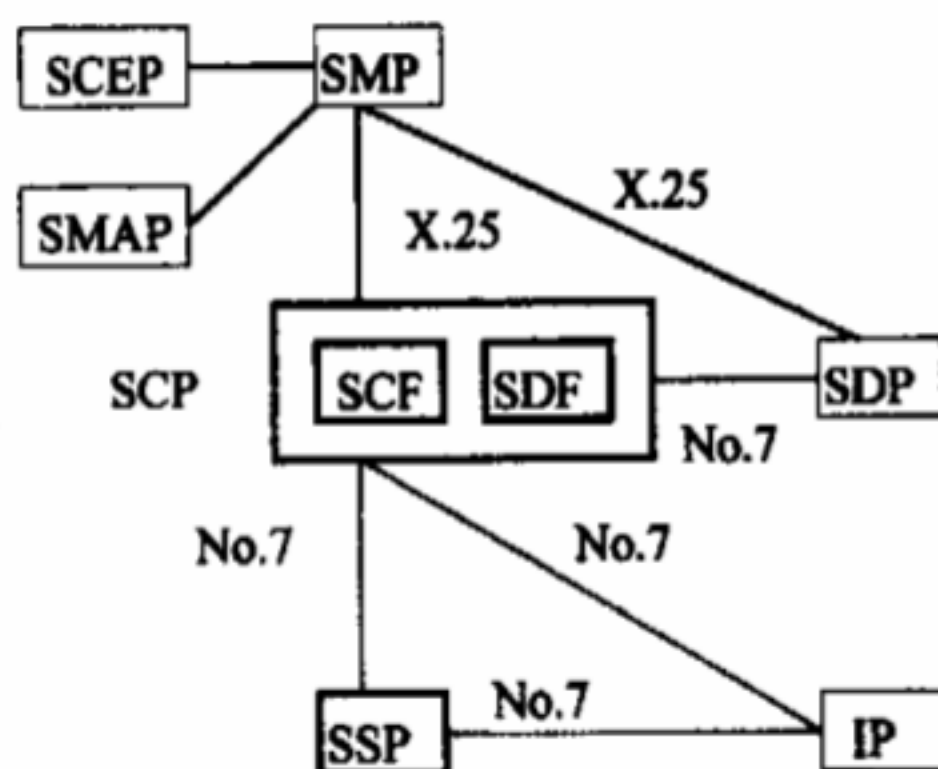 SCEP
SMP
SMAP
X.25
X.25
SCP
SCF
SDF
SDP
No.7
No.7
No.7
No.7
SSP
IP